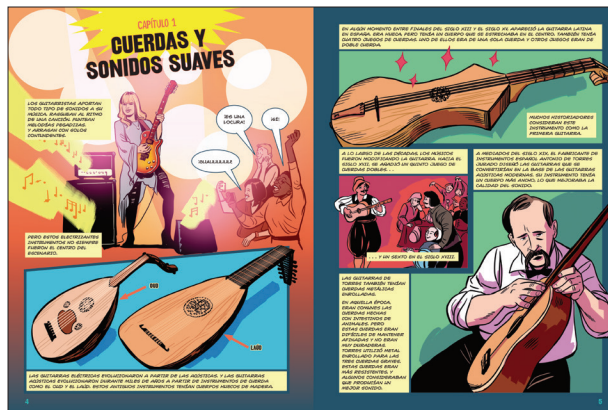 CAPÍTULO 1
CUERDAS Y
SONIDOS SUAVES
LOS GUITARRISTAS APORTAN
TODO TIPO DE SONIDOS A SU
MÚSICA. RASGUEAN AL RITMO
DE UNA CANCIÓN. PUNTEAN
MELODÍAS PEGADIZAS.
Y ARRASAN CON SOLOS
CONTUNDENTES.
¡ES UNA
LOCURA!
¡SÍ!
PERO ESTOS ELECTRIZANTES
INSTRUMENTOS NO SIEMPRE
FUERON EL CENTRO DEL
ESCENARIO.
OUD
LAÚD
LAS GUITARRAS ELÉCTRICAS EVOLUCIONARON A PARTIR DE LAS ACÚSTICAS. Y LAS GUITARRAS
ACÚSTICAS EVOLUCIONARON DURANTE MILES DE AÑOS A PARTIR DE INSTRUMENTOS DE CUERDA
COMO EL OUD Y EL LAÚD. ESTOS ANTIGUOS INSTRUMENTOS TENÍAN CUERPOS HUECOS DE MADERA.
4
EN ALGÚN MOMENTO ENTRE FINALES DEL SIGLO XIII Y EL SIGLO XV, APARECIÓ LA GUITARRA LATINA
EN ESPAÑA. ERA HUECA, PERO TENÍA UN CUERPO QUE SE ESTRECHABA EN EL CENTRO. TAMBIÉN TENÍA
CUATRO JUEGOS DE CUERDAS. UNO DE ELLOS ERA DE UNA SOLA CUERDA Y OTROS JUEGOS ERAN DE
DOBLE CUERDA.
MUCHOS HISTORIADORES
CONSIDERAN ESTE
INSTRUMENTO COMO LA
PRIMERA GUITARRA.
A LO LARGO DE LAS DÉCADAS, LOS MÚSICOS
FUERON MODIFICANDO LA GUITARRA. HACIA EL
SIGLO XVII, SE AÑADIÓ UN QUINTO JUEGO DE
CUERDAS DOBLES . . .
. . . Y UN SEXTO EN EL SIGLO XVIII.
A MEDIADOS DEL SIGLO XIX, EL FABRICANTE DE
INSTRUMENTOS ESPAÑOL ANTONIO DE TORRES
JURADO DISEÑÓ LAS GUITARRAS QUE SE
CONVERTIRÍAN EN LA BASE DE LAS GUITARRAS
ACÚSTICAS MODERNAS. SU INSTRUMENTO TENÍA
UN CUERPO MÁS ANCHO, LO QUE MEJORABA LA
CALIDAD DEL SONIDO.
LAS GUITARRAS DE
TORRES TAMBIÉN TENÍAN
CUERDAS METÁLICAS
ENROLLADAS.
EN AQUELLA ÉPOCA,
ERAN COMUNES LAS
CUERDAS HECHAS
CON INTESTINOS DE
ANIMALES. PERO
ESTAS CUERDAS ERAN
DIFÍCILES DE MANTENER
AFINADAS Y NO ERAN
MUY DURADERAS.
TORRES UTILIZÓ METAL
ENROLLADO PARA LAS
TRES CUERDAS GRAVES.
ESTAS CUERDAS ERAN
MÁS RESISTENTES, Y
ALGUNOS CONSIDERABAN
QUE PRODUCÍAN UN
MEJOR SONIDO.